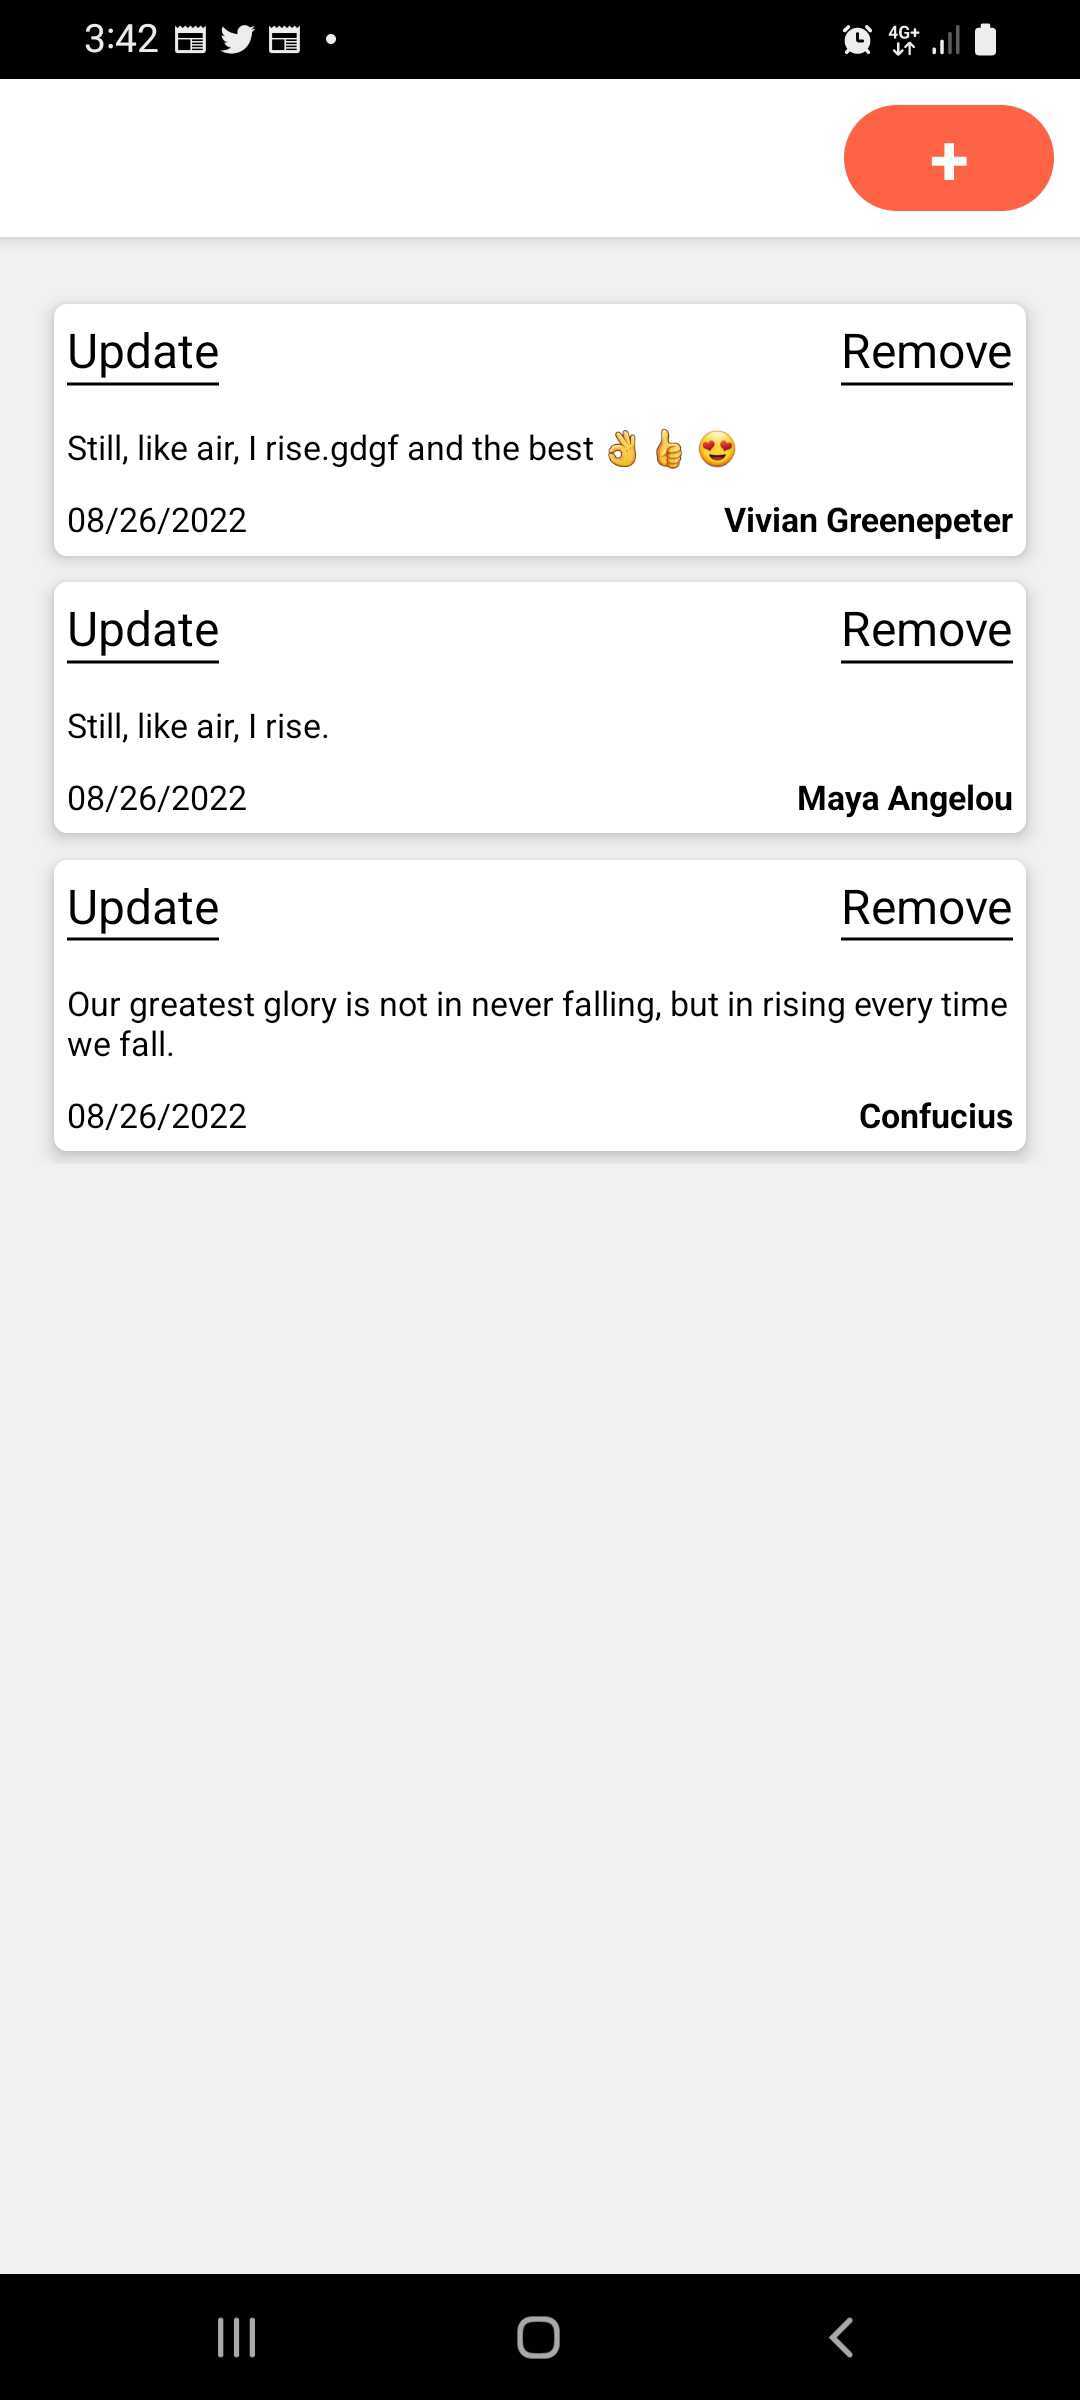 3:42
4G+
Update Remove
Still, like air, I rise.gdgf and the best 👌 👍 😍
08/26/2022 Vivian Greenepeter
Update Remove
Still, like air, I rise.
08/26/2022 Maya Angelou
Update Remove
Our greatest glory is not in never falling, but in rising every time
we fall.
08/26/2022 Confucius